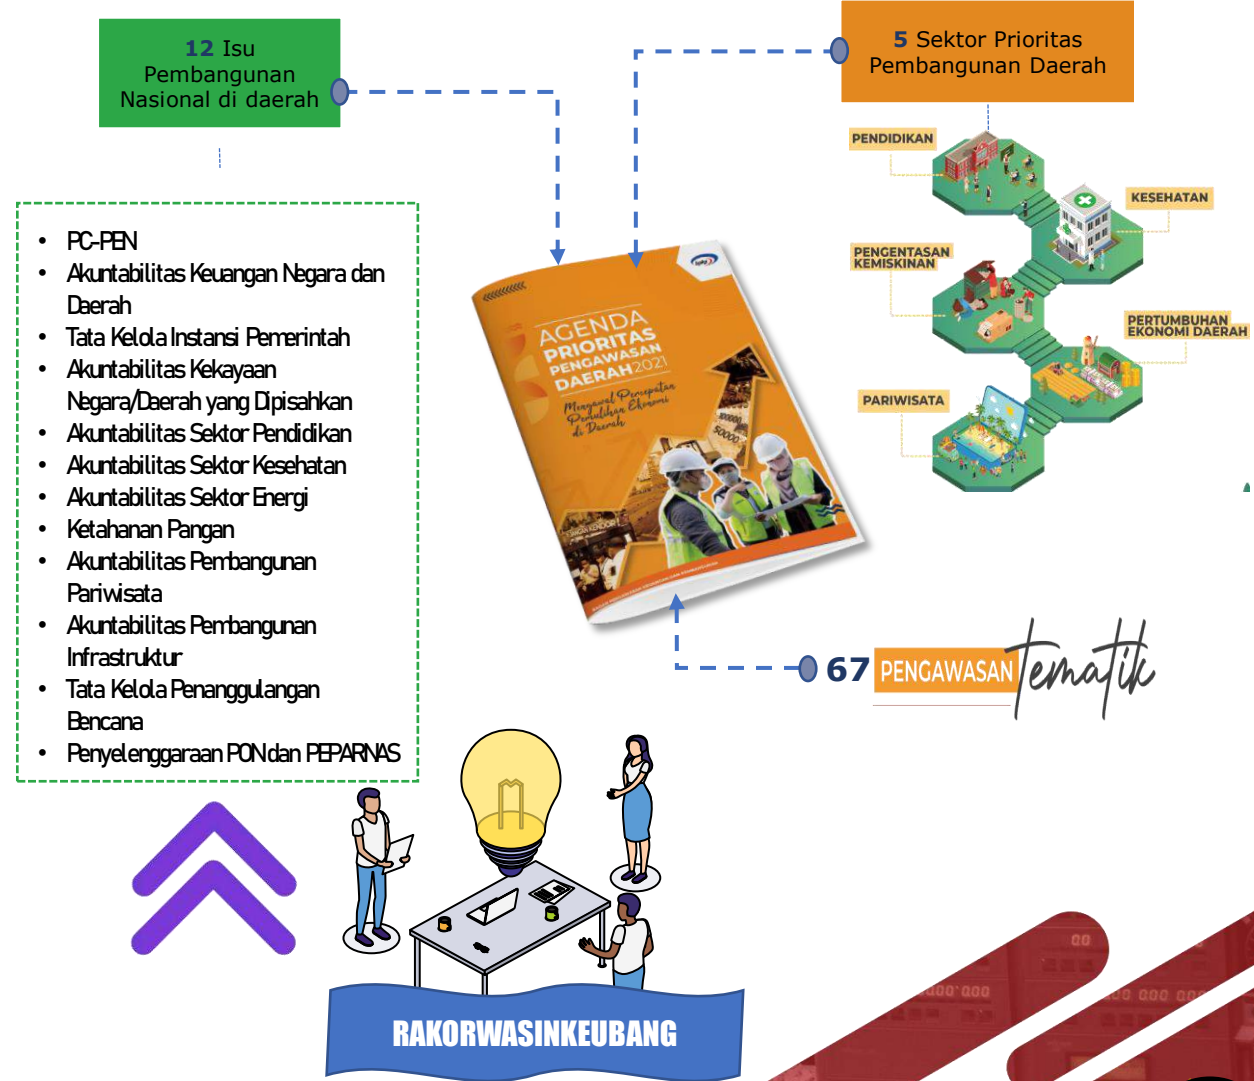 12 Isu
Pembangunan
Nasional di daerah
5 Sektor Prioritas
Pembangunan Daerah
• PC-PEN
• Akuntabilitas Keuangan Negara dan
Daerah
• Tata Kelola Instansi Pemerintah
• Akuntabilitas Kekayaan
Negara/Daerah yang Dipisahkan
• Akuntabilitas Sektor Pendidikan
• Akuntabilitas Sektor Kesehatan
• Akuntabilitas Sektor Energi
• Ketahanan Pangan
• Akuntabilitas Pembangunan
Pariwisata
• Akuntabilitas Pembangunan
Infrastruktur
• Tata Kelola Penanggulangan
Bencana
• Penyelenggaraan PON dan PEPARNAS
AGENDA
PRIORITAS
PENGAWASAN
DAERAH 2021
Mengawal Percepatan
Pemulihan Ekonomi
di Daerah
100000
50000
PENDIDIKAN
KESEHATAN
PENGENTASAN
KEMISKINAN
PERTUMBUHAN
EKONOMI DAERAH
PARIWISATA
67 PENGAWASAN tematik
RAKORWASINKEUBANG